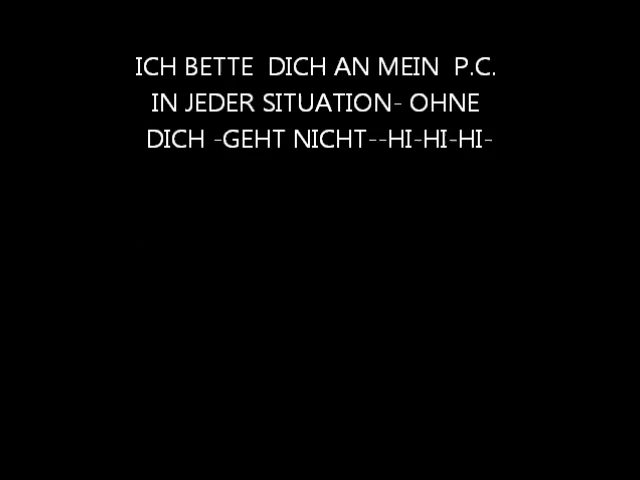 ICH BETTE  DICH AN MEIN  P.C.
IN JEDER SITUATION- OHNE
DICH -GEHT NICHT--HI-HI-HI-